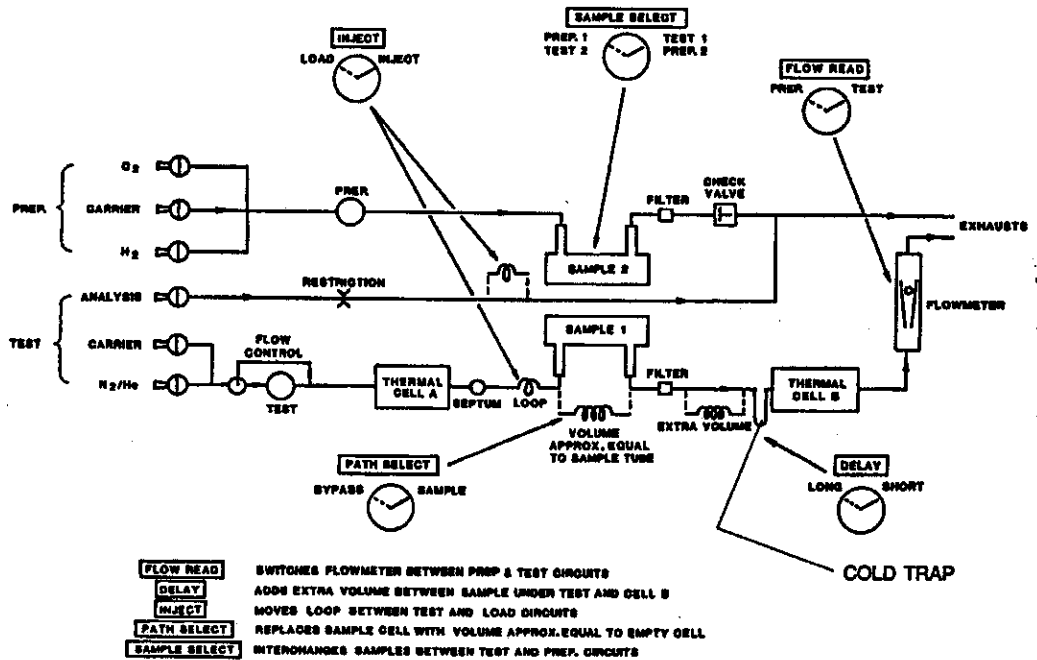 SAMPLE SELECT
PREP. 1 TEST 1
TEST 2 PREP. 2
INJECT
LOAD INJECT
FLOW READ
PREP. TEST
O2
PREP. CARRIER
H2
PREP.
FILTER
CHECK
VALVE
EXHAUSTS
SAMPLE 2
RESTRICTION
ANALYSIS
FLOWMETER
TEST
CARRIER
N2/He
FLOW
CONTROL
TEST
THERMAL
CELL A
SEPTUM
LOOP
SAMPLE 1
FILTER
THERMAL
CELL B
EXTRA VOLUME
VOLUME
APPROX. EQUAL
TO SAMPLE TUBE
PATH SELECT
BYPASS SAMPLE
DELAY
LONG SHORT
COLD TRAP
FLOW READ SWITCHES FLOWMETER BETWEEN PREP & TEST CIRCUITS
DELAY ADDS EXTRA VOLUME BETWEEN SAMPLE UNDER TEST AND CELL B
INJECT MOVES LOOP BETWEEN TEST AND LOAD CIRCUITS
PATH SELECT REPLACES SAMPLE CELL WITH VOLUME APPROX. EQUAL TO EMPTY CELL
SAMPLE SELECT INTERCHANGES SAMPLES BETWEEN TEST AND PREP. CIRCUITS